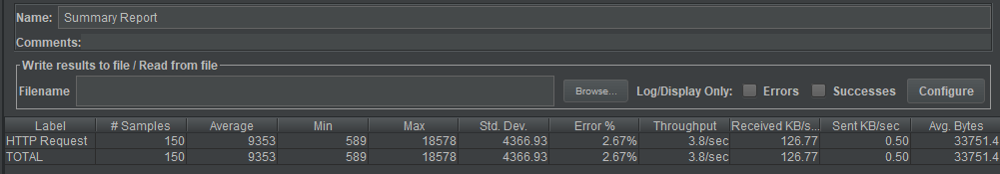 Name: Summary Report
Comments:
Write results to file / Read from file
Filename Browse... Log/Display Only: Errors Successes Configure
Label # Samples Average Min Max Std. Dev. Error % Throughput Received KB/s... Sent KB/sec Avg. Bytes
HTTP Request 150 9353 589 18578 4366.93 2.67% 3.8/sec 126.77 0.50 33751.4
TOTAL 150 9353 589 18578 4366.93 2.67% 3.8/sec 126.77 0.50 33751.4